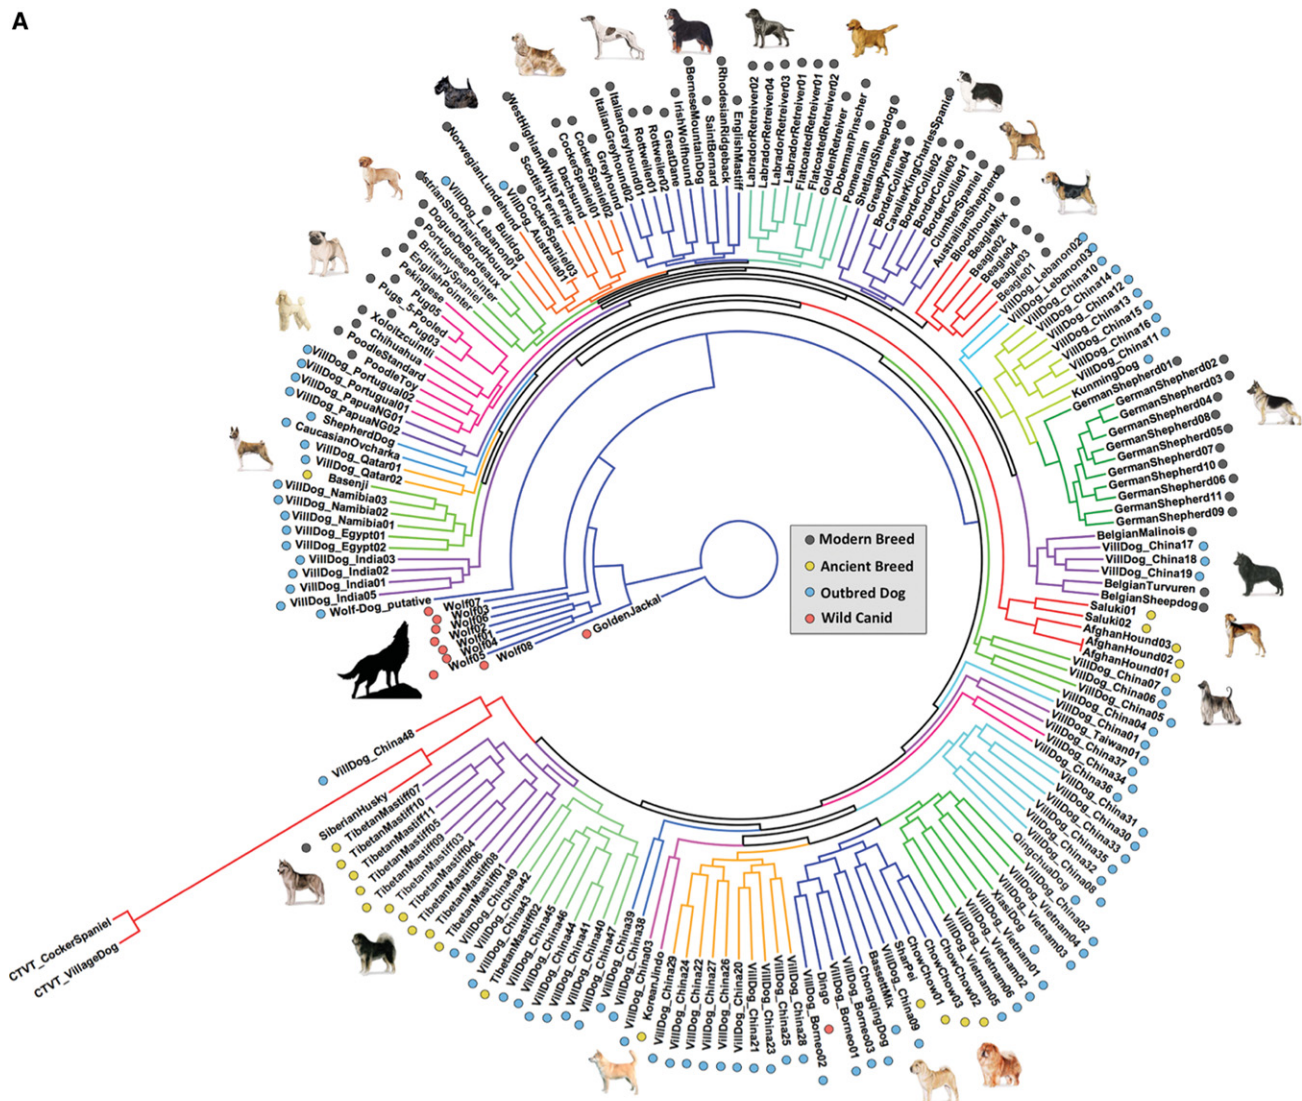 A
CTVT_VillageDog
CTVT_CockerSpaniel
VillDog_China48
SiberianHusky
TibetanMastiff07
TibetanMastiff10
TibetanMastiff11
TibetanMastiff05
TibetanMastiff09
TibetanMastiff03
TibetanMastiff04
TibetanMastiff06
TibetanMastiff08
TibetanMastiff01
VillDog_China49
VillDog_China42
VillDog_China43
TibetanMastiff02
VillDog_China45
VillDog_China46
VillDog_China44
VillDog_China41
VillDog_China40
VillDog_China47
VillDog_China39
VillDog_China38
VillDog_China03
KoreanJindo
VillDog_China29
VillDog_China24
VillDog_China22
VillDog_China27
VillDog_China26
VillDog_China20
VillDog_China21
VillDog_China23
VillDog_China25
VillDog_China28
VillDog_Borneo02
Dingo
VillDog_Borneo01
VillDog_Borneo03
ChongqingDog
BassettMix
VillDog_China09
SharPei
ChowChow01
ChowChow03
ChowChow02
VillDog_Vietnam05
VillDog_Vietnam06
VillDog_Vietnam02
VillDog_Vietnam01
XiasiDog
VillDog_Vietnam03
VillDog_Vietnam04
VillDog_China02
QingchuaDog
VillDog_China08
VillDog_China32
VillDog_China35
VillDog_China33
VillDog_China30
VillDog_China31
VillDog_China36
VillDog_China34
VillDog_China37
VillDog_Taiwan01
VillDog_China01
VillDog_China04
VillDog_China05
VillDog_China06
VillDog_China07
AfghanHound01
AfghanHound02
AfghanHound03
Saluki02
Saluki01
BelgianSheepdog
BelgianTurvuren
VillDog_China19
VillDog_China18
VillDog_China17
BelgianMalinois
GermanShepherd09
GermanShepherd11
GermanShepherd06
GermanShepherd10
GermanShepherd07
GermanShepherd05
GermanShepherd08
GermanShepherd04
GermanShepherd03
GermanShepherd02
GermanShepherd01
KunmingDog
VillDog_China11
VillDog_China16
VillDog_China13
VillDog_China12
VillDog_China14
VillDog_China10
VillDog_Lebanon03
VillDog_Lebanon02
Beagle01
Beagle03
Beagle04
Beagle02
BeagleMix
Bloodhound
AustralianShepherd
ClumberSpaniel
BorderCollie01
BorderCollie03
BorderCollie02
CavalierKingCharlesSpaniel
BorderCollie04
GreatPyrenees
ShetlandSheepdog
Pomeranian
DobermanPinscher
GoldenRetreiver
FlatcoatedRetreiver02
FlatcoatedRetreiver01
LabradorRetreiver01
LabradorRetreiver03
LabradorRetreiver04
LabradorRetreiver02
EnglishMastiff
RhodesianRidgeback
SaintBernard
BerneseMountainDog
IrishWolfhound
GreatDane
Rottweiler02
Rottweiler01
ItalianGreyhound01
ItalianGreyhound02
Greyhound
CockerSpaniel02
CockerSpaniel01
Dachsund
WestHighlandWhiteTerrier
ScottishTerrier
CockerSpaniel03
VillDog_Australia01
NorwegianLundehund
Bulldog
VillDog_Lebanon01
IstrianShorthairedHound
DogueDeBordeaux
PortuguesePointer
BrittanySpaniel
EnglishPointer
Pekingese
Pug05
Pugs_5-Pooled
Pug03
Xoloitzcuintli
Chihuahua
PoodleStandard
PoodleToy
VillDog_Portugual02
VillDog_Portugual01
VillDog_PapuaNG01
VillDog_PapuaNG02
ShepherdDog
CaucasianOvcharka
VillDog_Qatar01
VillDog_Qatar02
Basenji
VillDog_Namibia03
VillDog_Namibia02
VillDog_Namibia01
VillDog_Egypt01
VillDog_Egypt02
VillDog_India03
VillDog_India02
VillDog_India01
VillDog_India05
Wolf-Dog_putative
Wolf07
Wolf03
Wolf06
Wolf02
Wolf01
Wolf04
Wolf05
Wolf08
GoldenJackal
Modern Breed
Ancient Breed
Outbred Dog
Wild Canid